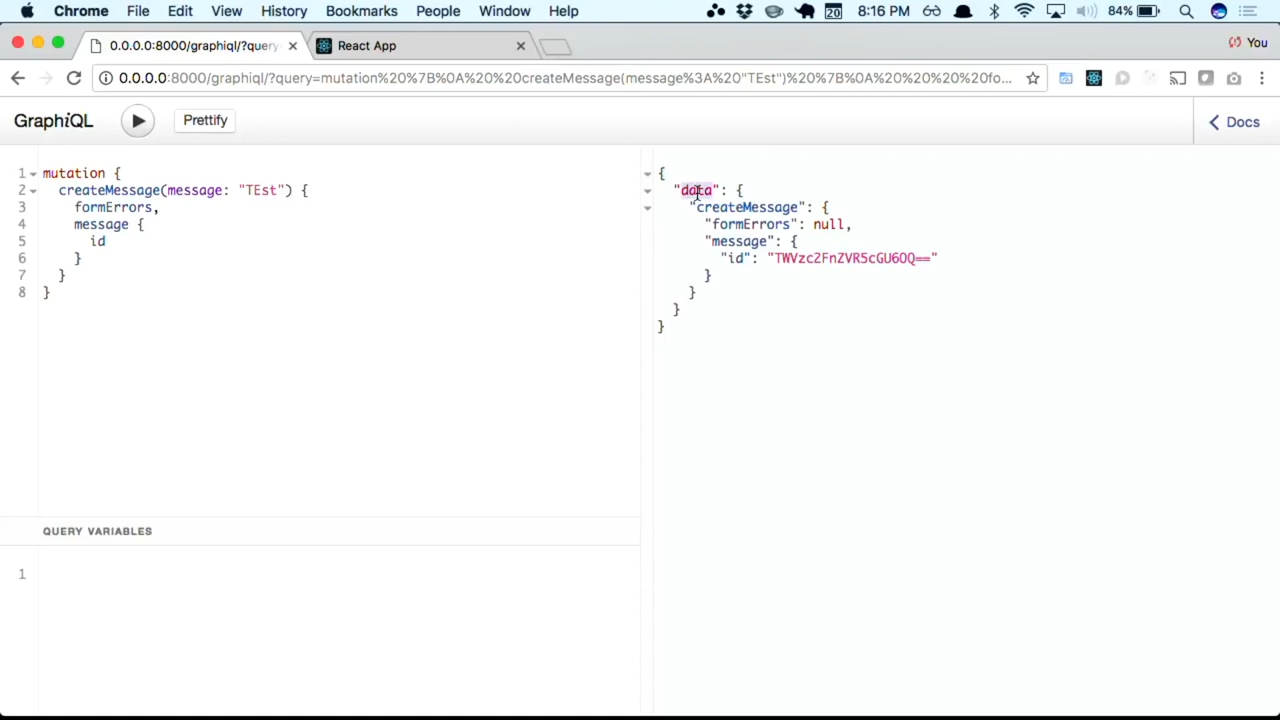 Chrome File Edit View History Bookmarks People Window Help 20 8:16 PM 84%
0.0.0.0:8000/graphiql/?query React App You
0.0.0.0:8000/graphiql/?query=mutation%20%7B%0A%20%20createMessage(message%3A%20"TEst")%20%7B%0A%20%20%20%20fo...
GraphiQL Prettify Docs
1 mutation {
2 createMessage(message: "TEst") {
3 formErrors,
4 message {
5 id
6 }
7 }
8 }
{
"data": {
"createMessage": {
"formErrors": null,
"message": {
"id": "TWVzc2FnZVR5cGU6OQ=="
}
}
}
}
QUERY VARIABLES
1